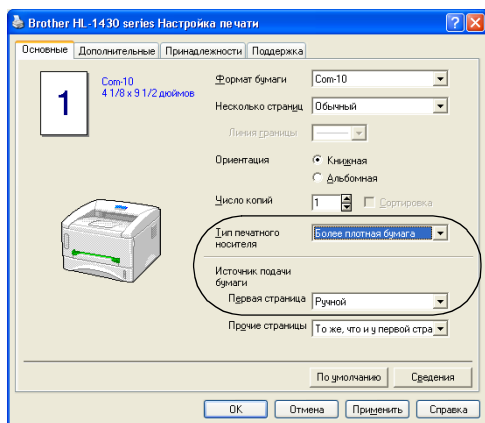 Brother HL-1430 series Настройка печати
Основные Дополнительные Принадлежности Поддержка
1
Com-10
4 1/8 x 9 1/2 дюймов
Формат бумаги Com-10
Несколько страниц Обычный
Линия границы
Ориентация Книжная
Альбомная
Число копий 1 Сортировка
Тип печатного носителя Более плотная бумага
Источник подачи бумаги
Первая страница Ручной
Прочие страницы То же, что и у первой стра
По умолчанию Сведения
OK Отмена Применить Справка